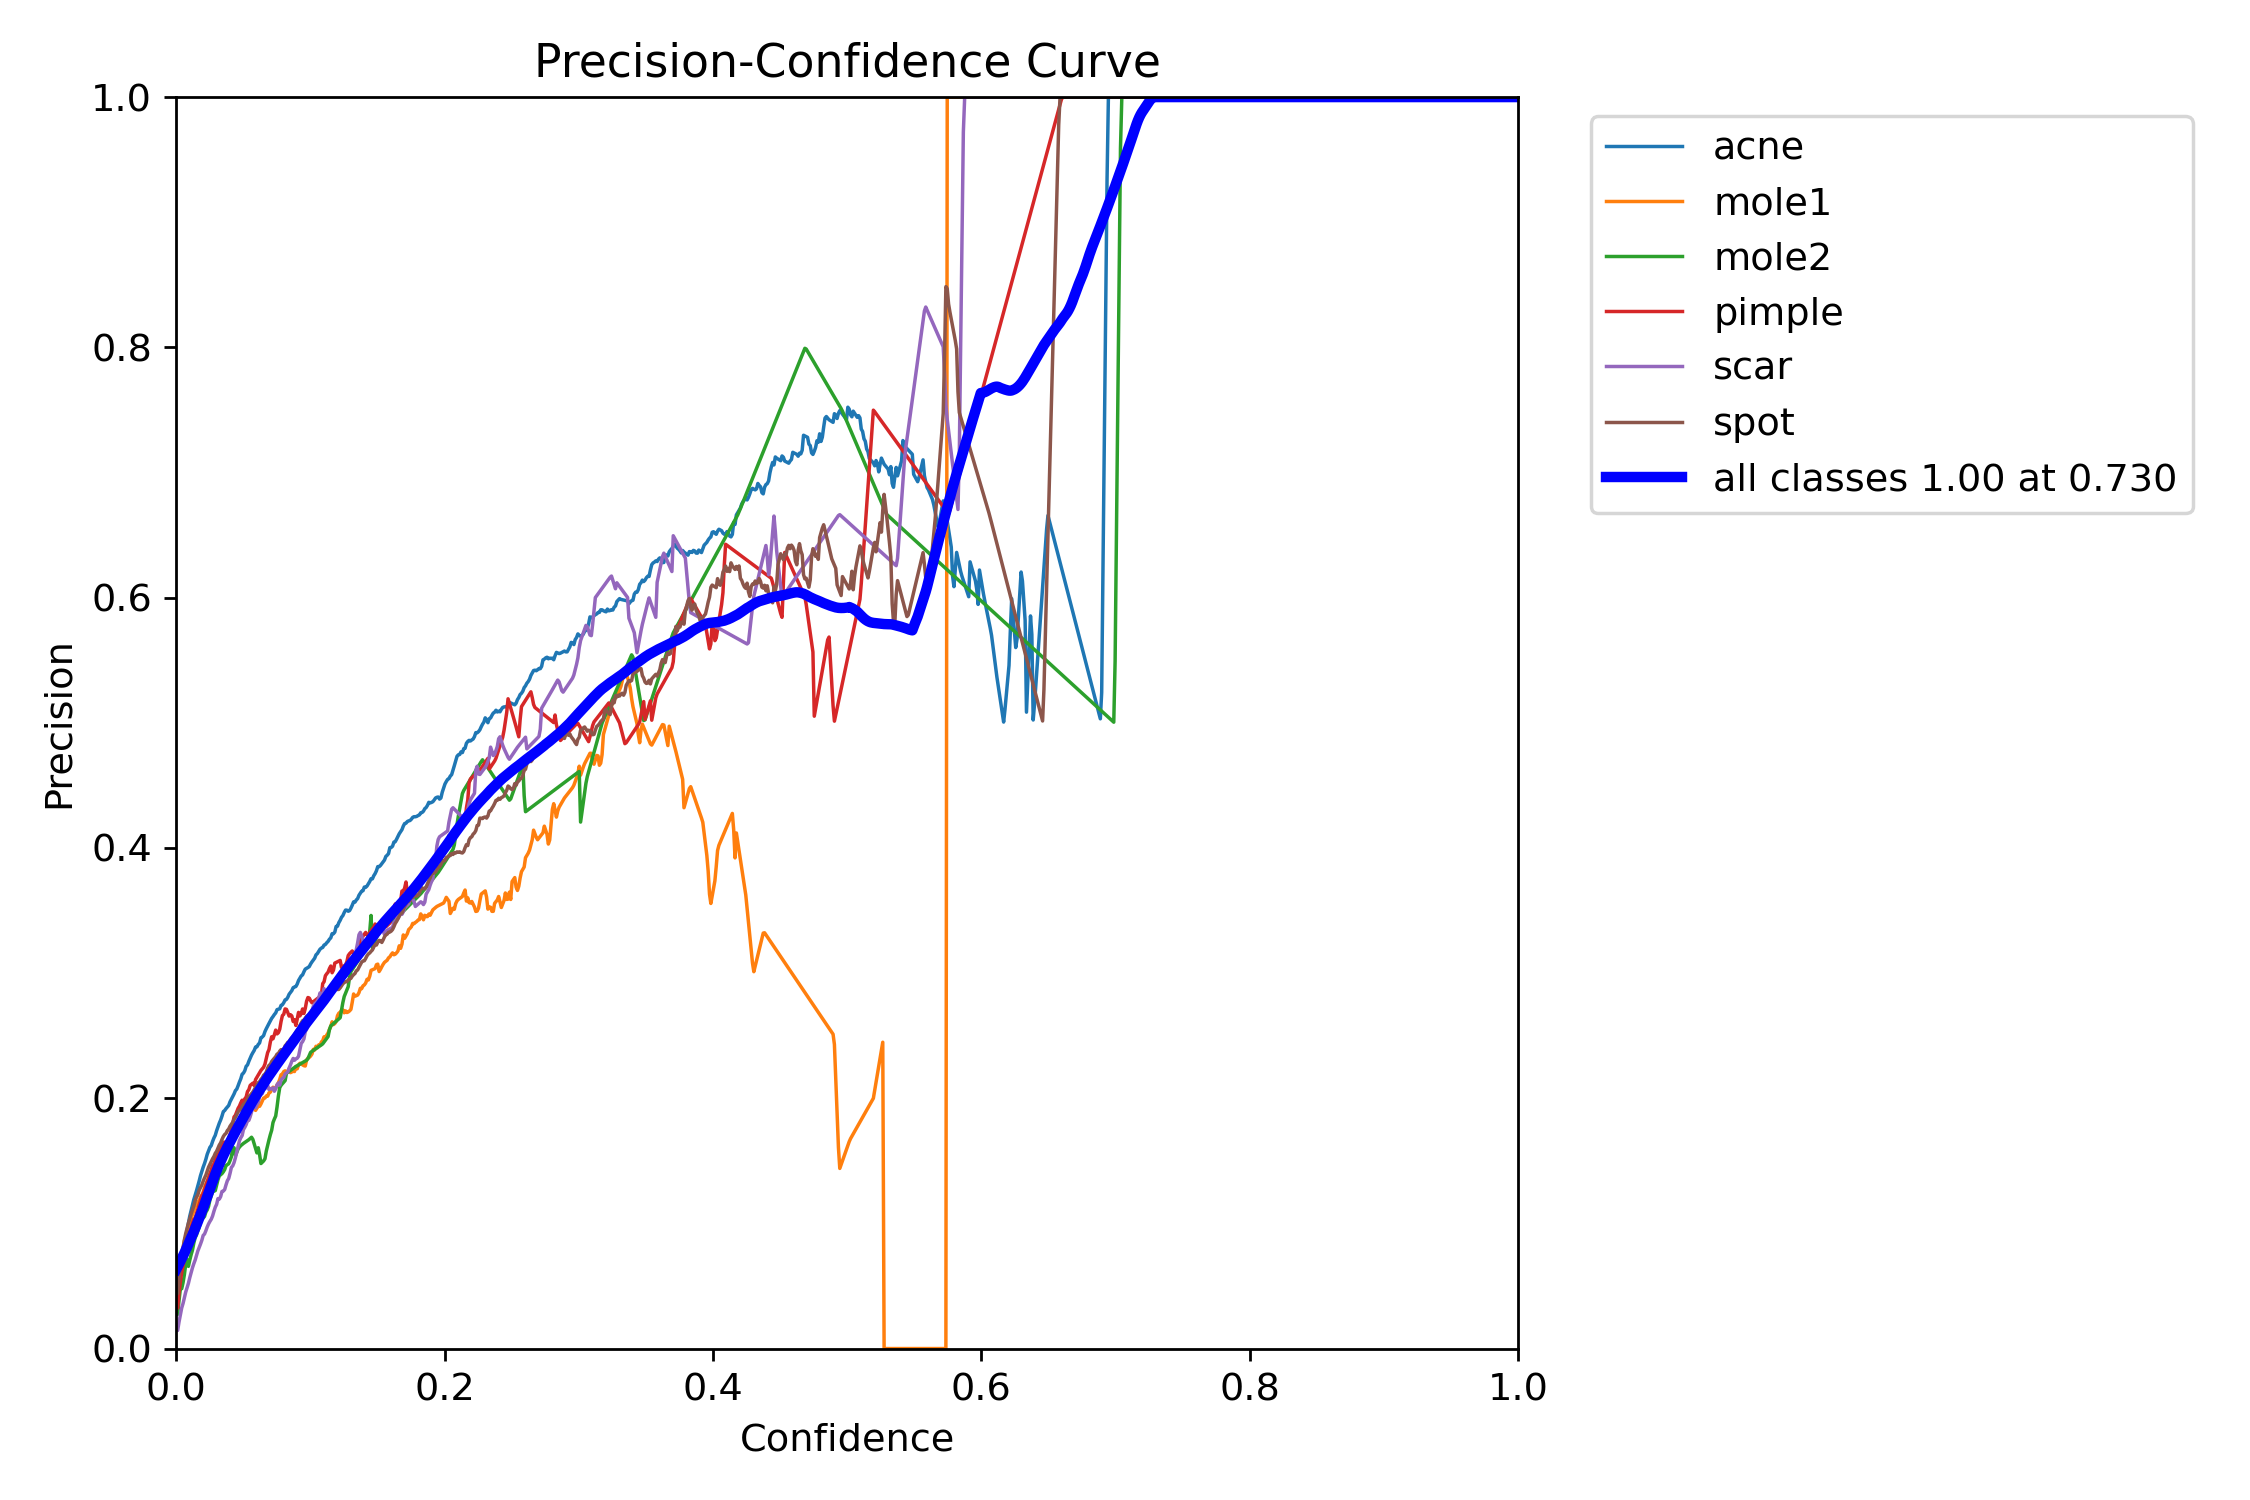 Precision-Confidence Curve
1.0
0.8
0.6
0.4
0.2
0.0
Precision
0.0 0.2 0.4 0.6 0.8 1.0
Confidence
acne
mole1
mole2
pimple
scar
spot
all classes 1.00 at 0.730